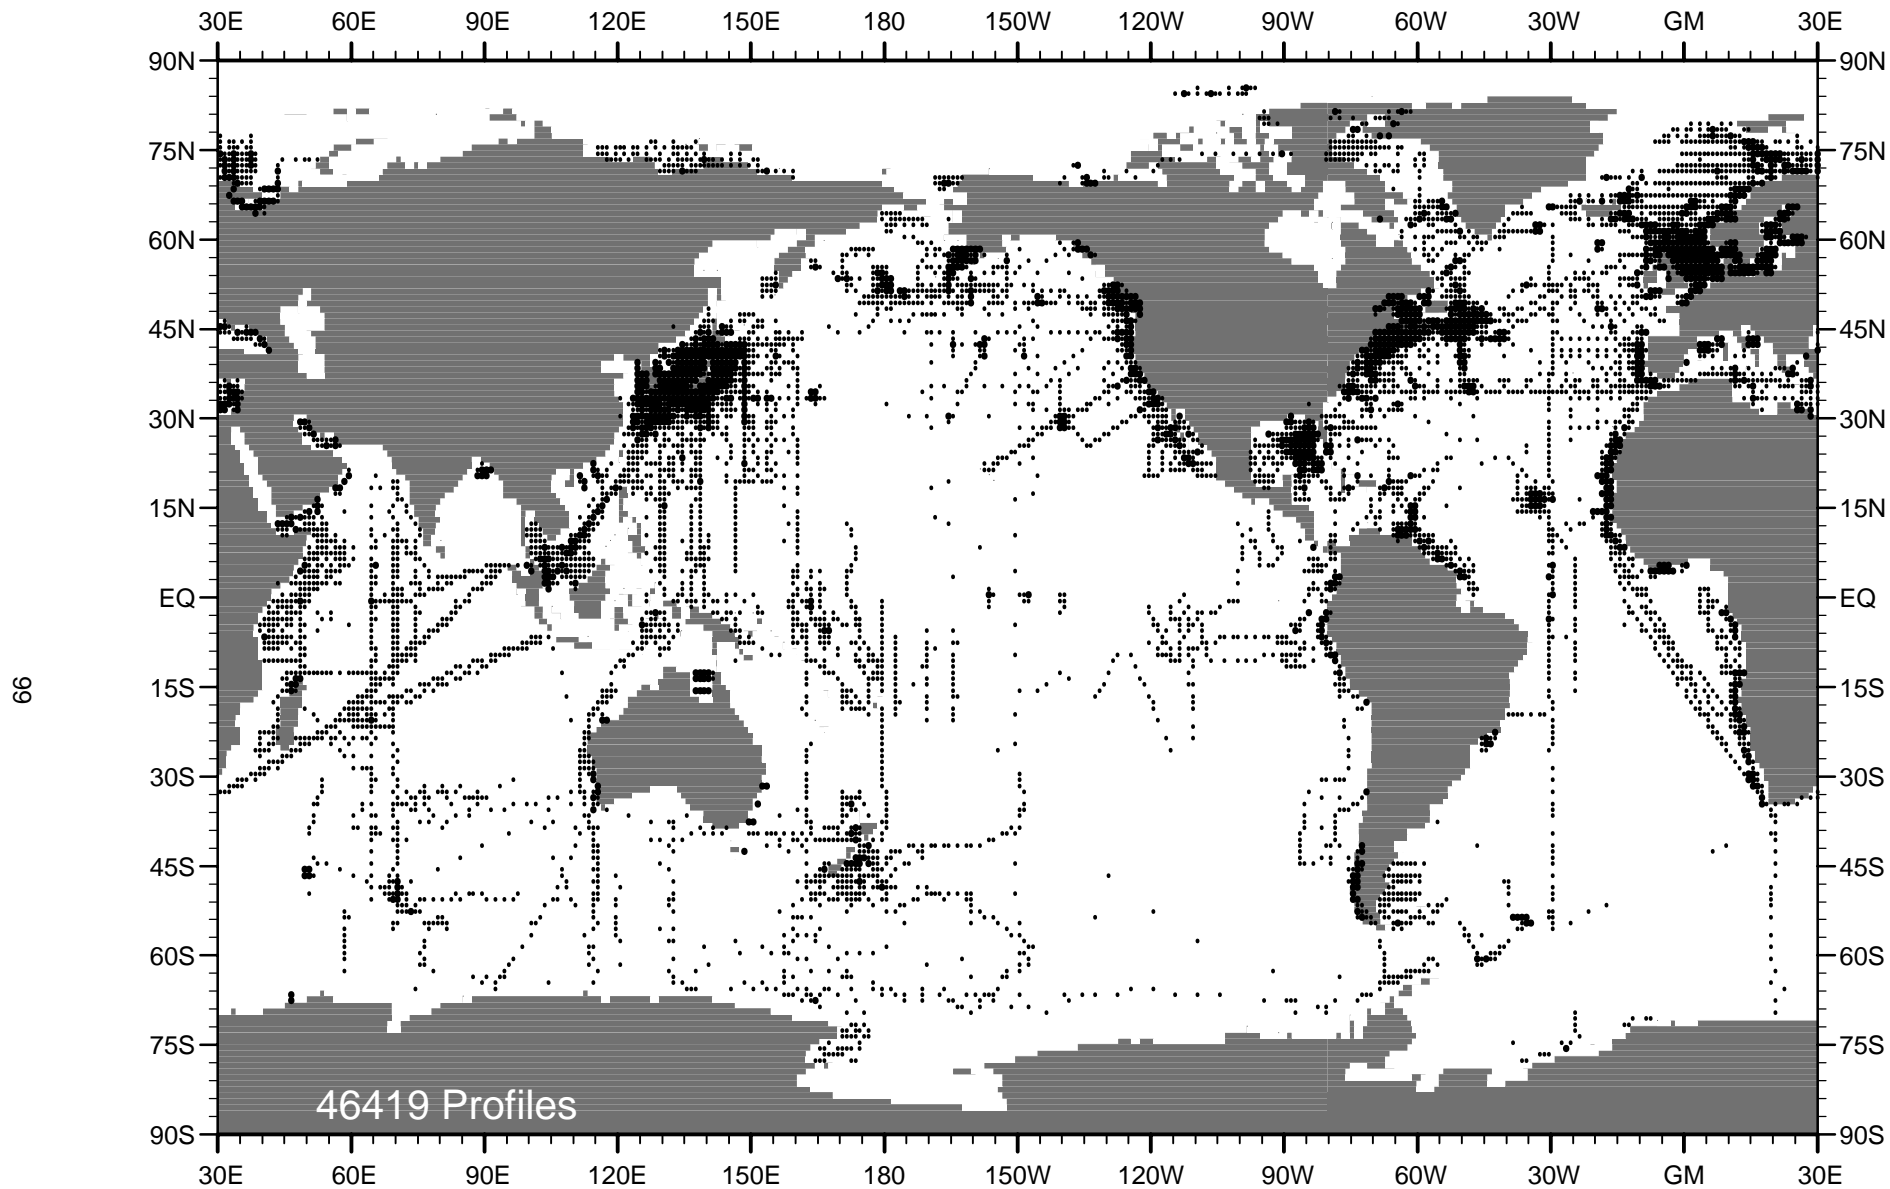 30E 60E 90E 120E 150E 180 150W 120W 90W 60W 30W GM 30E
90N 90N
75N 75N
60N 60N
45N 45N
30N 30N
15N 15N
EQ EQ
15S 15S
30S 30S
45S 45S
60S 60S
75S 75S
90S 90S
46419 Profiles
30E 60E 90E 120E 150E 180 150W 120W 90W 60W 30W GM 30E
66